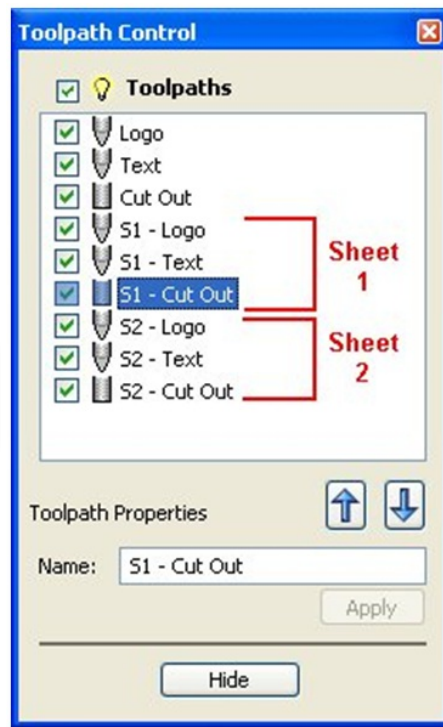 Toolpath Control
Toolpaths
Logo
Text
Cut Out
S1 - Logo
S1 - Text
S1 - Cut Out
S2 - Logo
S2 - Text
S2 - Cut Out
Sheet
1
Sheet
2
Toolpath Properties
Name: S1 - Cut Out
Apply
Hide